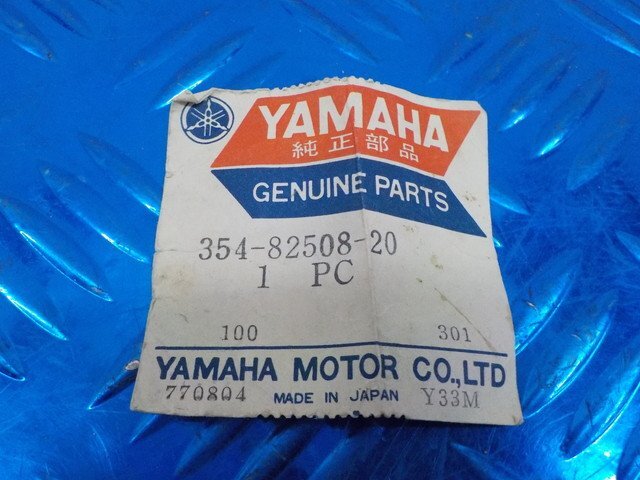 YAMAHA
純正部品
GENUINE PARTS
354-82508-20
1 PC
100 301
YAMAHA MOTOR CO.,LTD
770804 MADE IN JAPAN Y33M